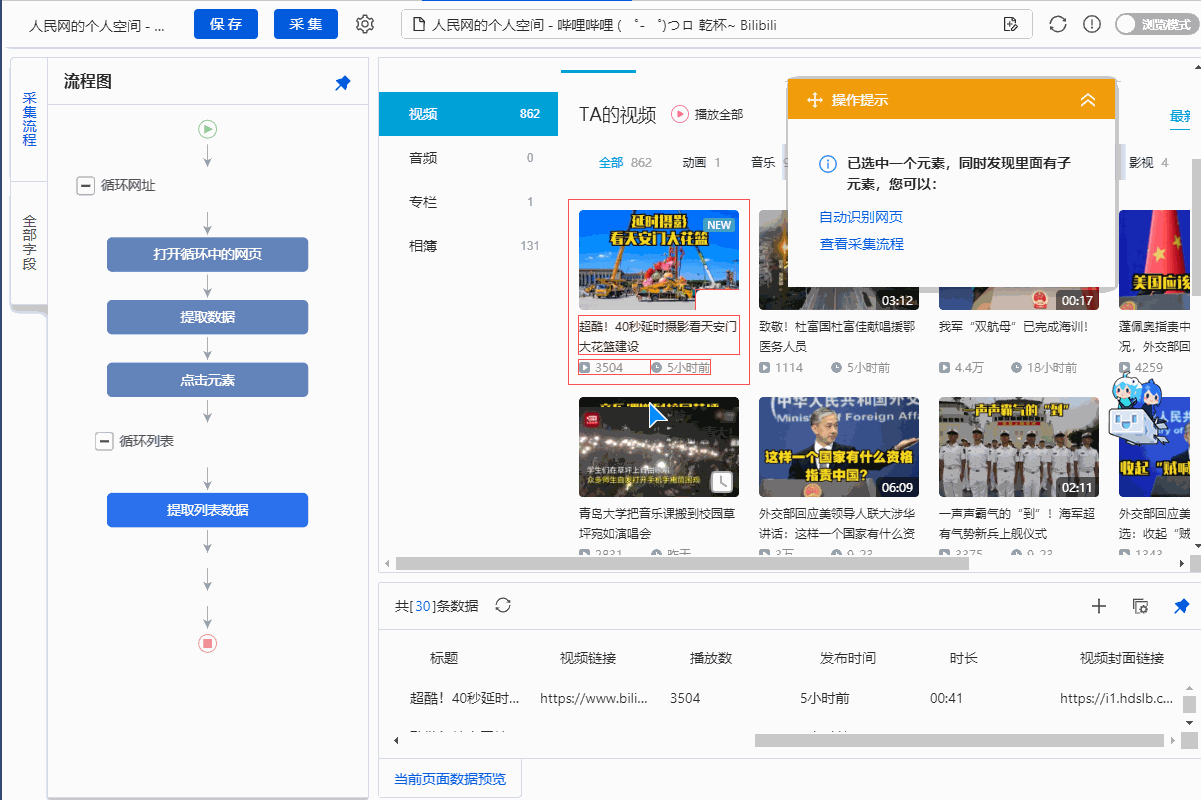 人民网的个人空间 - ...
保存
采集
人民网的个人空间 - 哔哩哔哩 ( ゜- ゜)つロ 乾杯~ Bilibili
浏览模式
采集流程
全部字段
流程图
循环网址
打开循环中的网页
提取数据
点击元素
循环列表
提取列表数据
视频 862
音频 0
专栏 1
相簿 131
TA的视频
播放全部
最新
全部 862
动画 1
音乐
影视 4
操作提示
已选中一个元素，同时发现里面有子
元素，您可以：
自动识别网页
查看采集流程
延时摄影
看天安门大花篮
NEW
03:12
00:17
美国应该
超酷！40秒延时摄影看天安门
大花篮建设
3504 5小时前
致敬！杜富国杜富佳献唱援鄂
医务人员
1114 5小时前
我军“双航母”已完成海训！
4.4万 18小时前
蓬佩奥指责中
况，外交部回
4259
学生们在草坪上自由聆听
众多师生自发打开手机手电筒围观
中华人民共和国外交
Ministry of Foreign Affa
这样一个国家有什么资格
指责中国？
06:09
声声霸气的“到”
02:11
收起“贼喊
青岛大学把音乐课搬到校园草
坪宛如演唱会
2831 昨天
外交部回应美领导人联大涉华
讲话：这样一个国家有什么资
3万 9-23
一声声霸气的“到”！海军超
有气势新兵上舰仪式
3375 9-23
外交部回应美
选：收起“贼
1343
共[30]条数据
标题 视频链接 播放数 发布时间 时长 视频封面链接
超酷！40秒延时... https://www.bili... 3504 5小时前 00:41 https://i1.hdslb.c...
当前页面数据预览